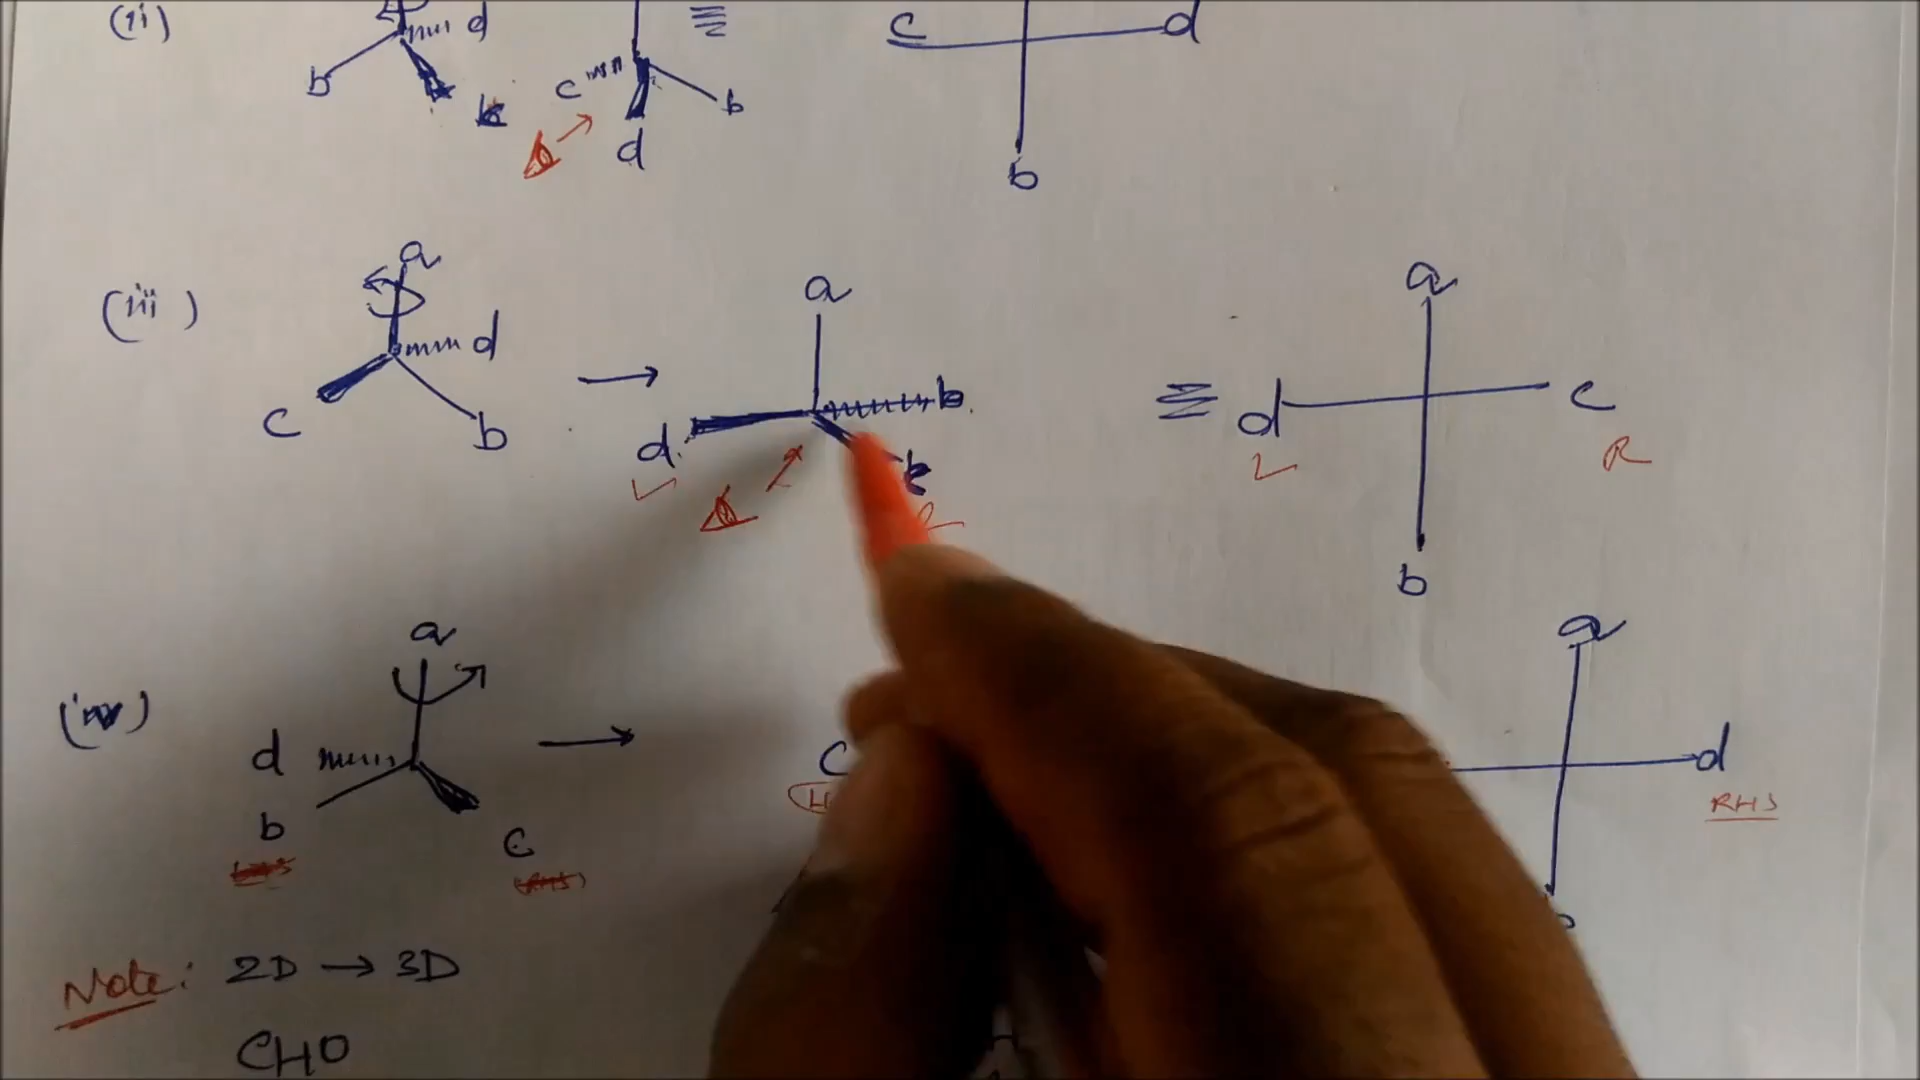 (ii) d c d
b c b
d b
a a a
(iii) d b d c
c b d
L R
b
a a
(iv) d c d
b RHS
c
Note: 2D → 3D
CHO